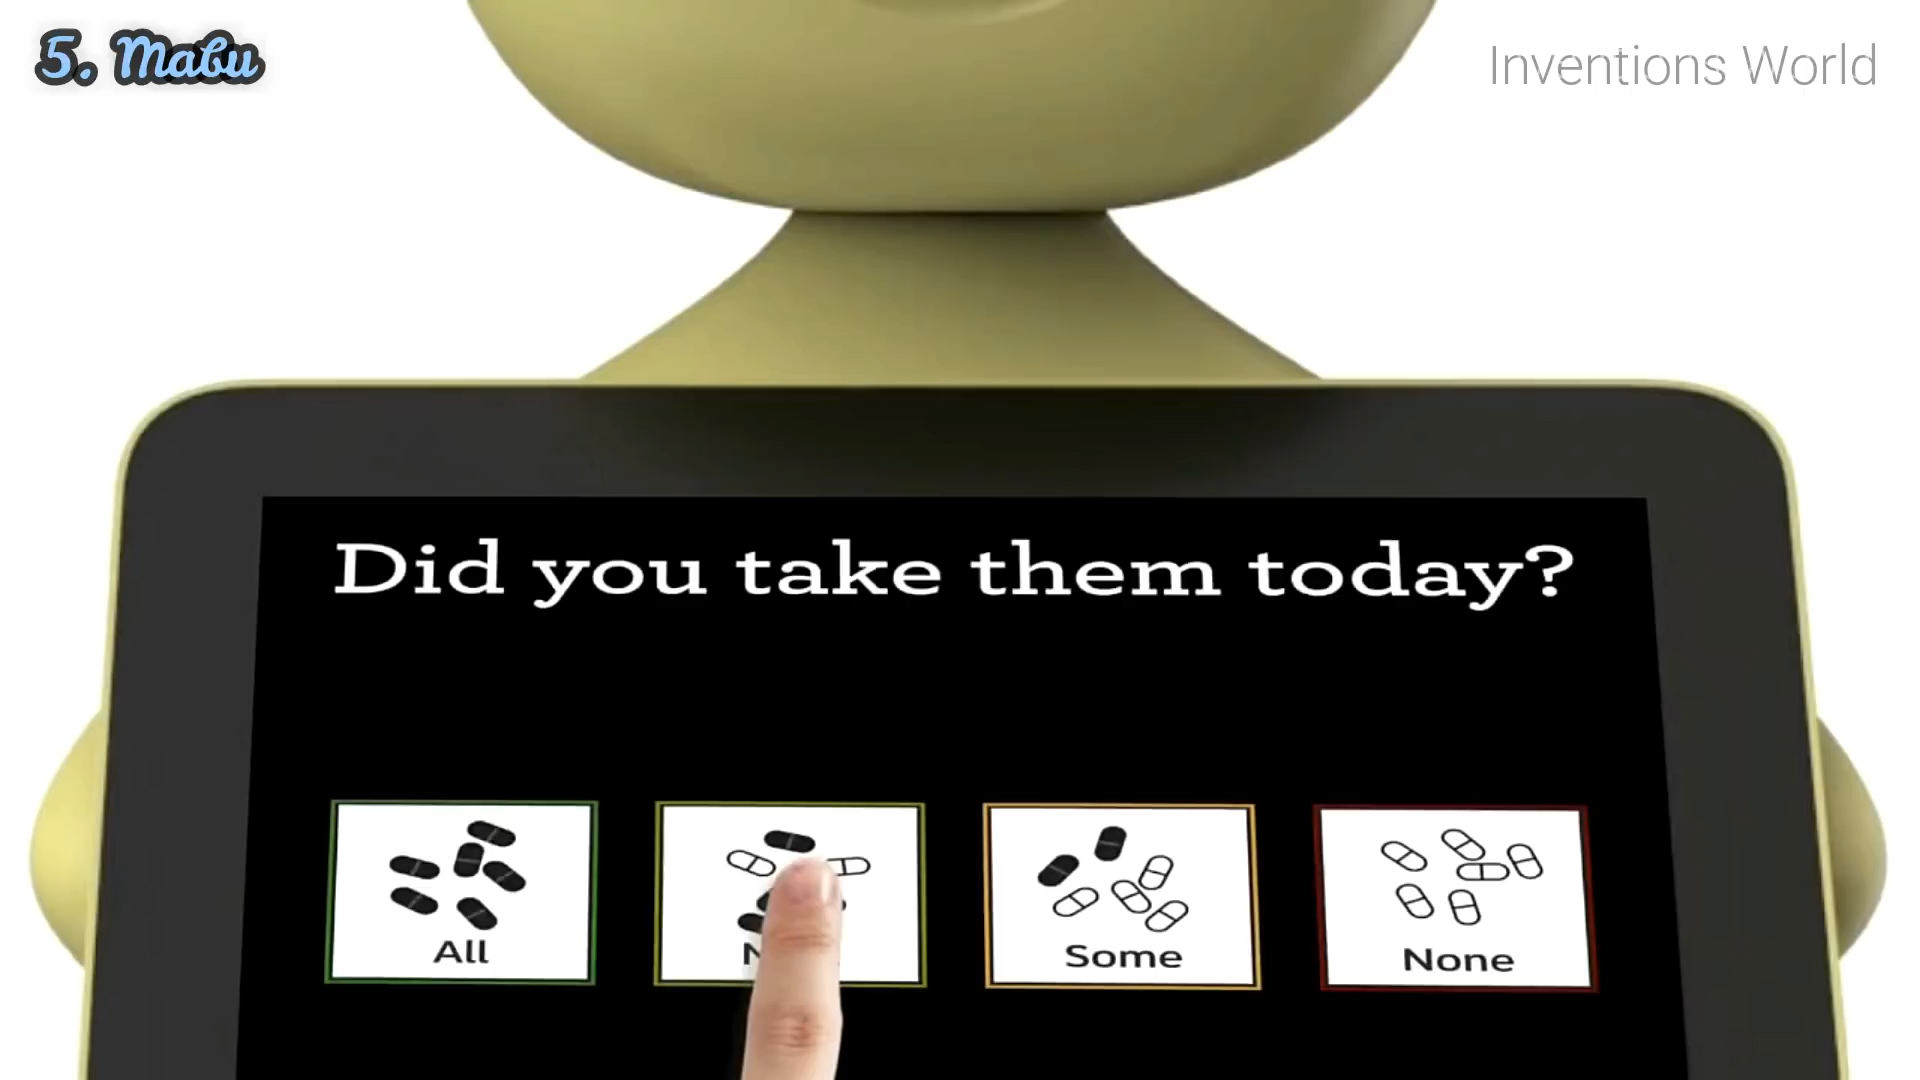 5. Mabu
Inventions World
Did you take them today?
All
Some
None